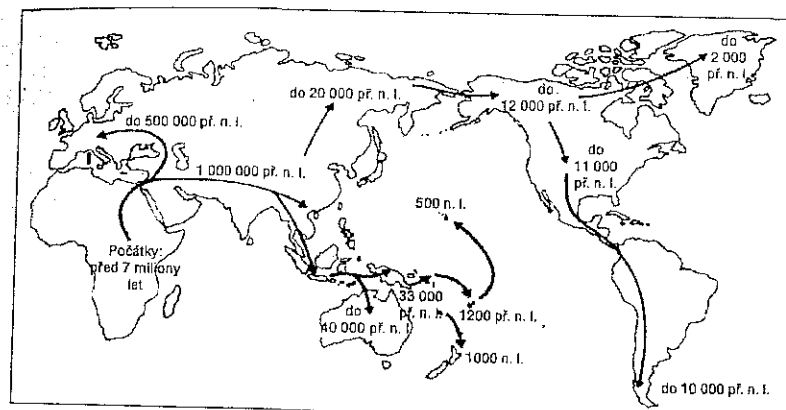 do
2 000
př. n. l.
do 20 000 př. n. l.
do
12 000 př. n. l.
do 500 000 př. n. l.
1 000 000 př. n. l.
do
11 000
př. n. l.
500 n. l.
Počátky:
před 7 miliony
let
33 000
př. n. l.
1200 př. n. l.
do
40 000 př. n. l.
1000 n. l.
do 10 000 př. n. l.